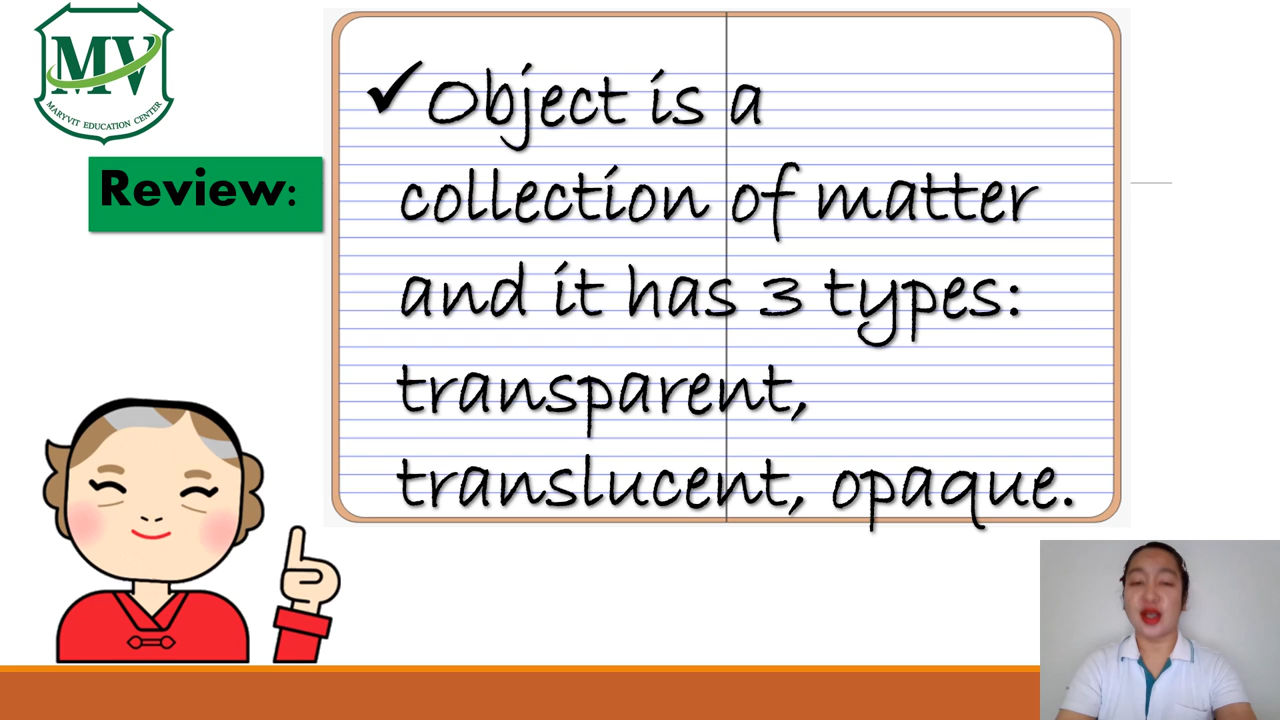 MV
MARYVIT EDUCATION CENTER
Review:
✓Object is a
collection of matter
and it has 3 types:
transparent,
translucent, opaque.